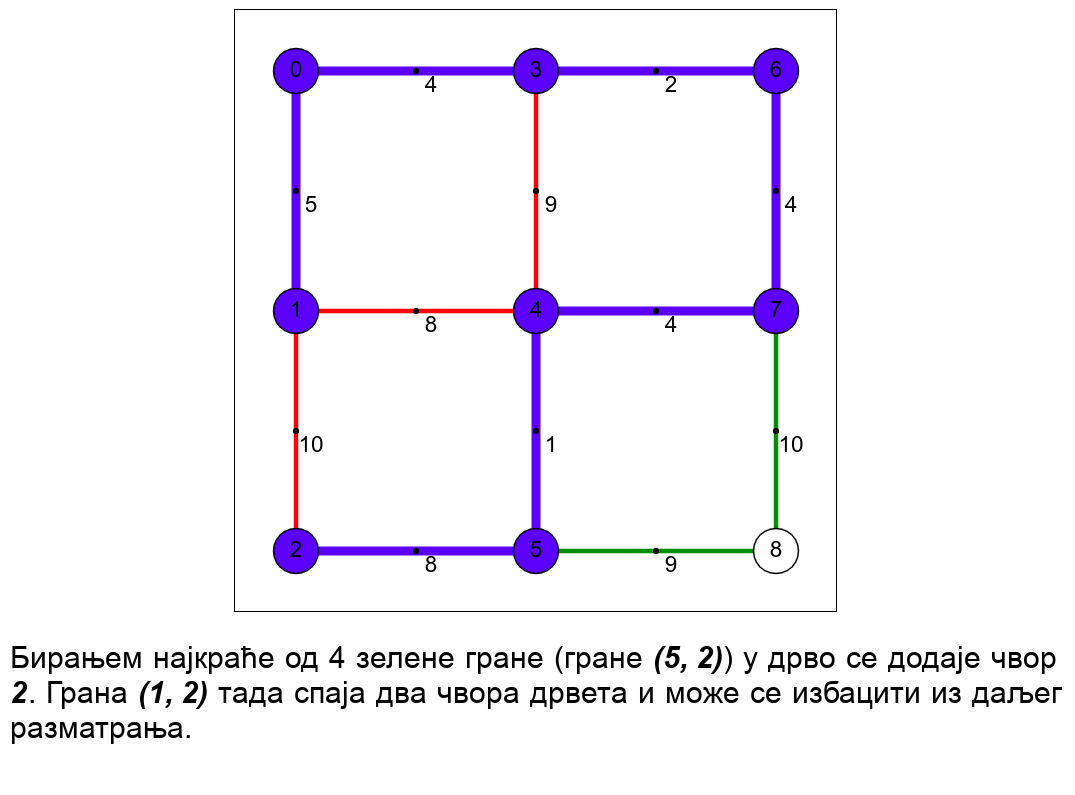 0 3 6
4 2
5 9 4
1 4 7
8 4
10 1 10
2 5 8
8 9
Бирањем најкраће од 4 зелене гране (гране (5, 2)) у дрво се додаје чвор
2. Грана (1, 2) тада спаја два чвора дрвета и може се избацити из даљег
разматрања.